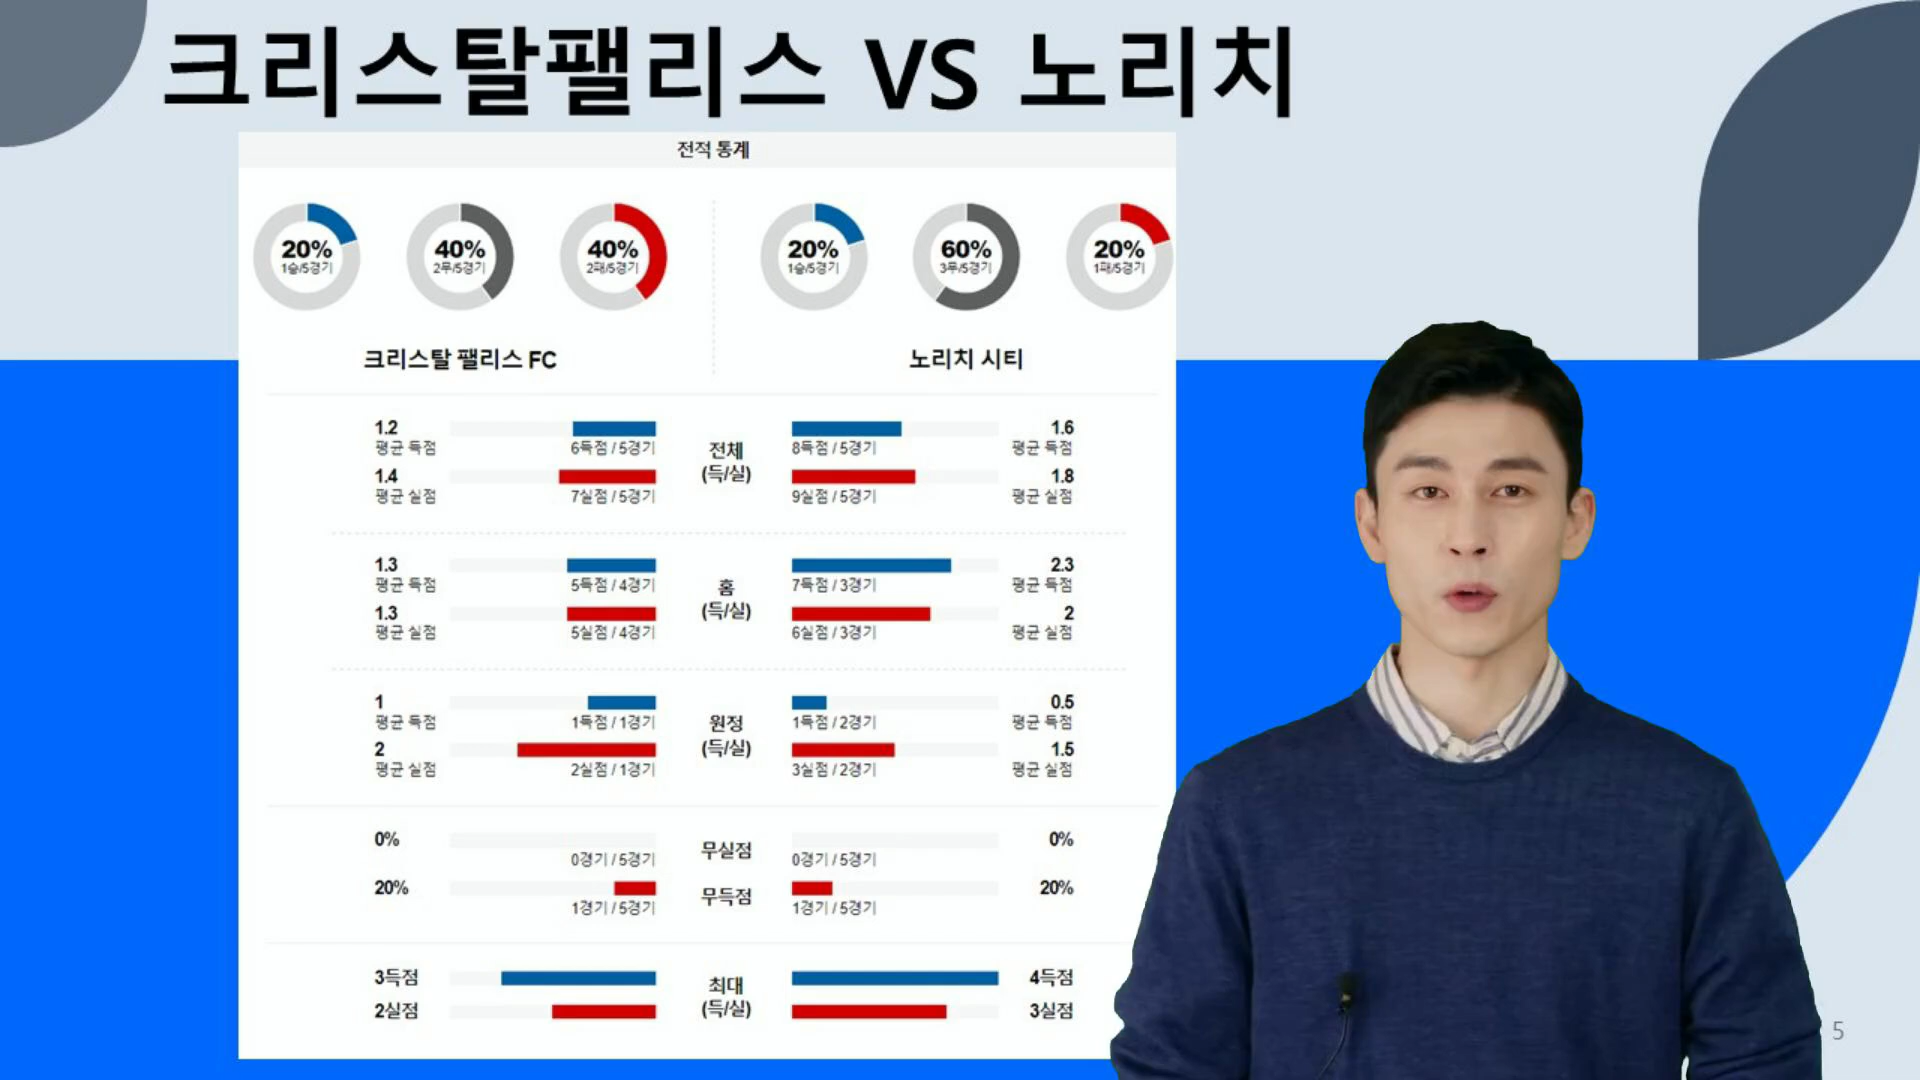 크리스탈팰리스 VS 노리치
전적 통계
20%
1승/5경기
40%
2무/5경기
40%
2패/5경기
20%
1승/5경기
60%
3무/5경기
20%
1패/5경기
크리스탈 팰리스 FC
노리치 시티
1.2
평균 득점
6득점 / 5경기
1.4
평균 실점
7실점 / 5경기
전체
(득/실)
8득점 / 5경기
1.6
평균 득점
9실점 / 5경기
1.8
평균 실점
1.3
평균 득점
5득점 / 4경기
1.3
평균 실점
5실점 / 4경기
홈
(득/실)
7득점 / 3경기
2.3
평균 득점
6실점 / 3경기
2
평균 실점
1
평균 득점
1득점 / 1경기
2
평균 실점
2실점 / 1경기
원정
(득/실)
1득점 / 2경기
0.5
평균 득점
3실점 / 2경기
1.5
평균 실점
0%
0경기 / 5경기
무실점
0경기 / 5경기
0%
20%
1경기 / 5경기
무득점
1경기 / 5경기
20%
3득점
2실점
최대
(득/실)
4득점
3실점
5